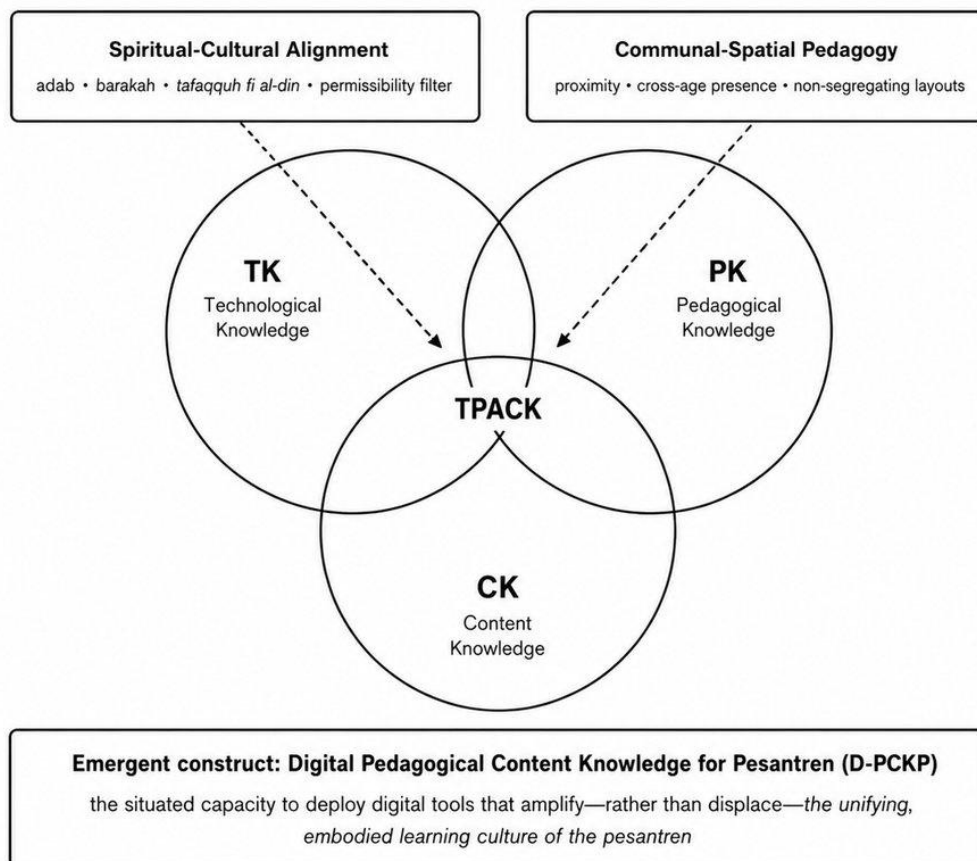 Spiritual-Cultural Alignment
adab • barakah • tafaqquh fi al-din • permissibility filter
Communal-Spatial Pedagogy
proximity • cross-age presence • non-segregating layouts
TK
Technological
Knowledge
PK
Pedagogical
Knowledge
TPACK
CK
Content
Knowledge
Emergent construct: Digital Pedagogical Content Knowledge for Pesantren (D-PCKP)
the situated capacity to deploy digital tools that amplify—rather than displace—the unifying,
embodied learning culture of the pesantren